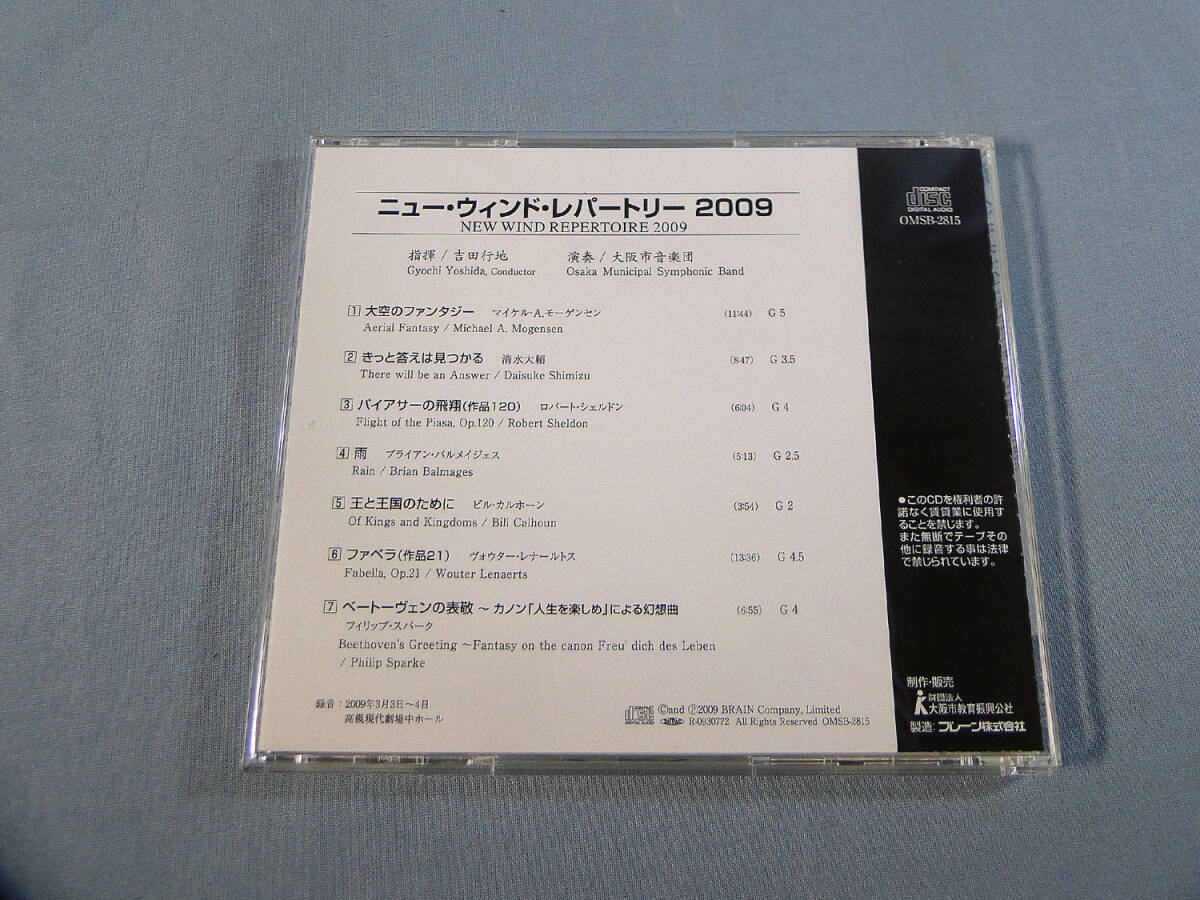 ニュー・ウィンド・レパートリー 2009
NEW WIND REPERTOIRE 2009
指揮 / 吉田行地　演奏 / 大阪市音楽団
Gyochi Yoshida, Conductor　Osaka Municipal Symphonic Band
1 大空のファンタジー　マイケル・A.モーゲンセン　(11:44)　G 5
Aerial Fantasy / Michael A. Mogensen
2 きっと答えは見つかる　清水大輔　(8:47)　G 3.5
There will be an Answer / Daisuke Shimizu
3 パイアサーの飛翔(作品120)　ロバート・シェルドン　(6:04)　G 4
Flight of the Piasa, Op.120 / Robert Sheldon
4 雨　ブライアン・バルメイジェス　(5:13)　G 2.5
Rain / Brian Balmages
5 王と王国のために　ビル・カルホーン　(3:54)　G 2
Of Kings and Kingdoms / Bill Calhoun
6 ファベラ(作品21)　ヴォウター・レナールトス　(13:36)　G 4.5
Fabella, Op.21 / Wouter Lenaerts
7 ベートーヴェンの表敬 ～ カノン「人生を楽しめ」による幻想曲　(6:55)　G 4
フィリップ・スパーク
Beethoven's Greeting ～Fantasy on the canon Freu' dich des Leben
/ Philip Sparke
録音：2009年3月3日～4日
高槻現代劇場中ホール
COMPACT disc DIGITAL AUDIO
©and ℗2009 BRAIN Company, Limited
R-0930772 All Rights Reserved OMSB-2815
COMPACT
disc
DIGITAL AUDIO
OMSB-2815
●このCDを権利者の許
諾なく賃貸業に使用す
ることを禁じます。
また無断でテープその
他に録音する事は法律
で禁じられています。
制作・販売
財団法人
大阪市教育振興公社
製造：ブレーン株式会社